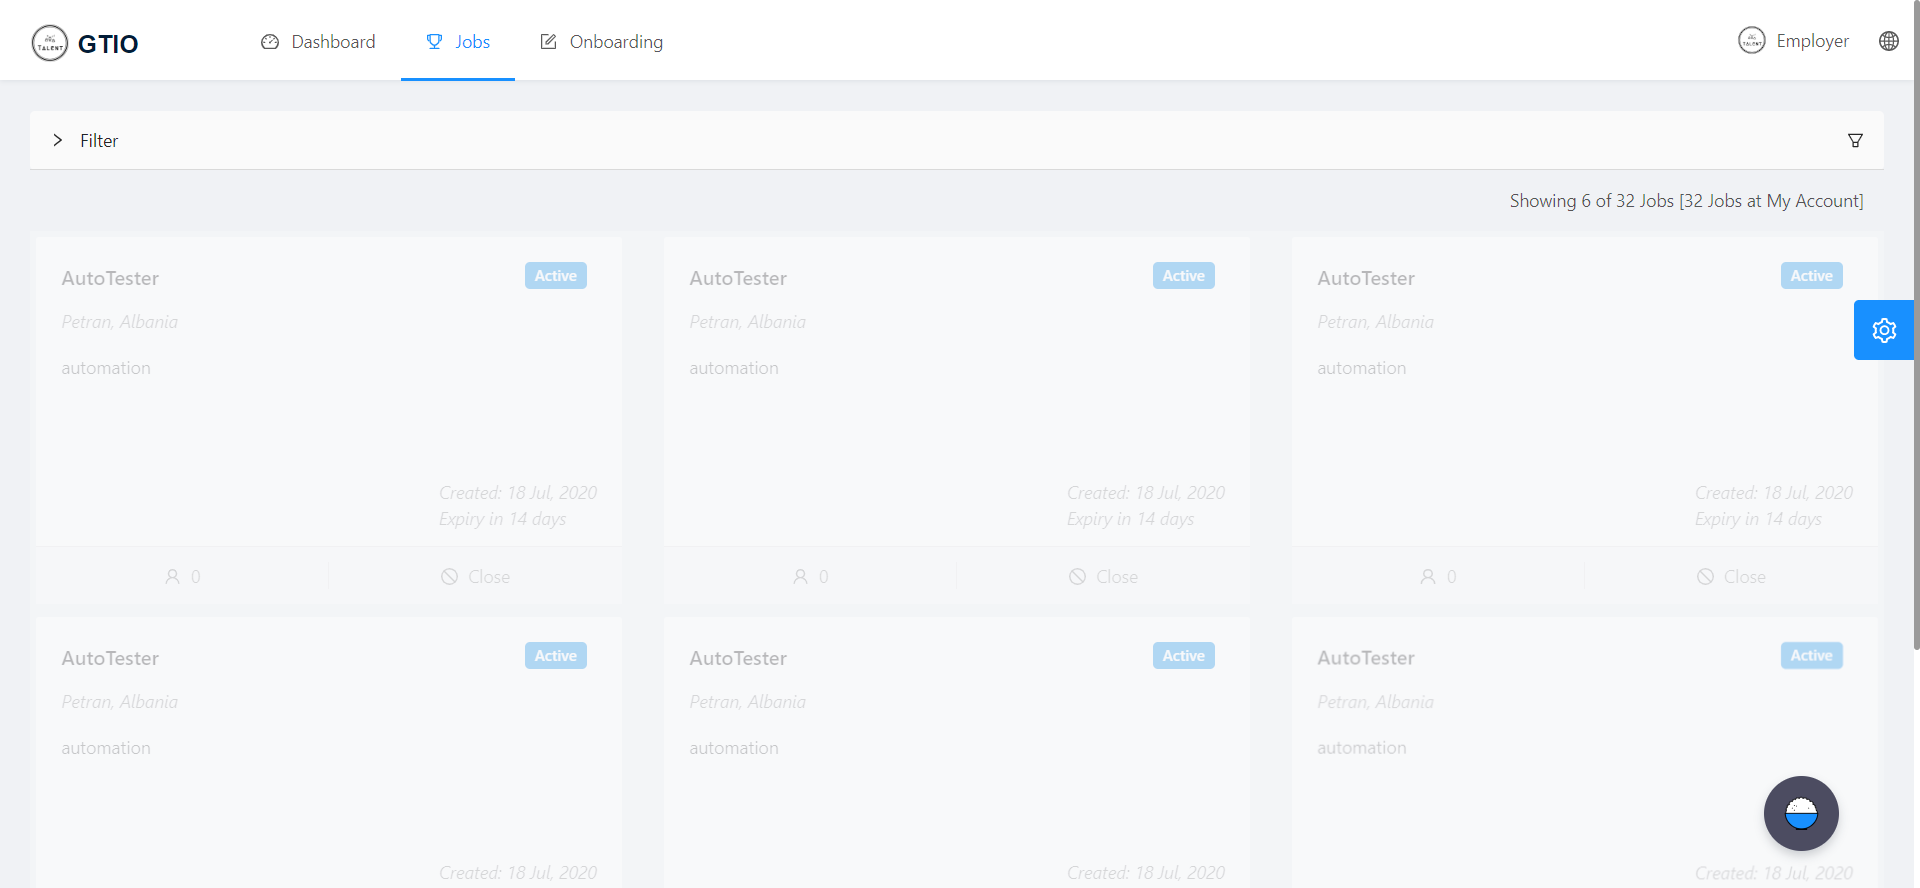 TALENT GTIO Dashboard Jobs Onboarding TALENT Employer
Filter
Showing 6 of 32 Jobs [32 Jobs at My Account]
AutoTester Active AutoTester Active AutoTester Active
Petran, Albania Petran, Albania Petran, Albania
automation automation automation
Created: 18 Jul, 2020 Created: 18 Jul, 2020 Created: 18 Jul, 2020
Expiry in 14 days Expiry in 14 days Expiry in 14 days
0 Close 0 Close 0 Close
AutoTester Active AutoTester Active AutoTester Active
Petran, Albania Petran, Albania Petran, Albania
automation automation automation
Created: 18 Jul, 2020 Created: 18 Jul, 2020 Created: 18 Jul, 2020